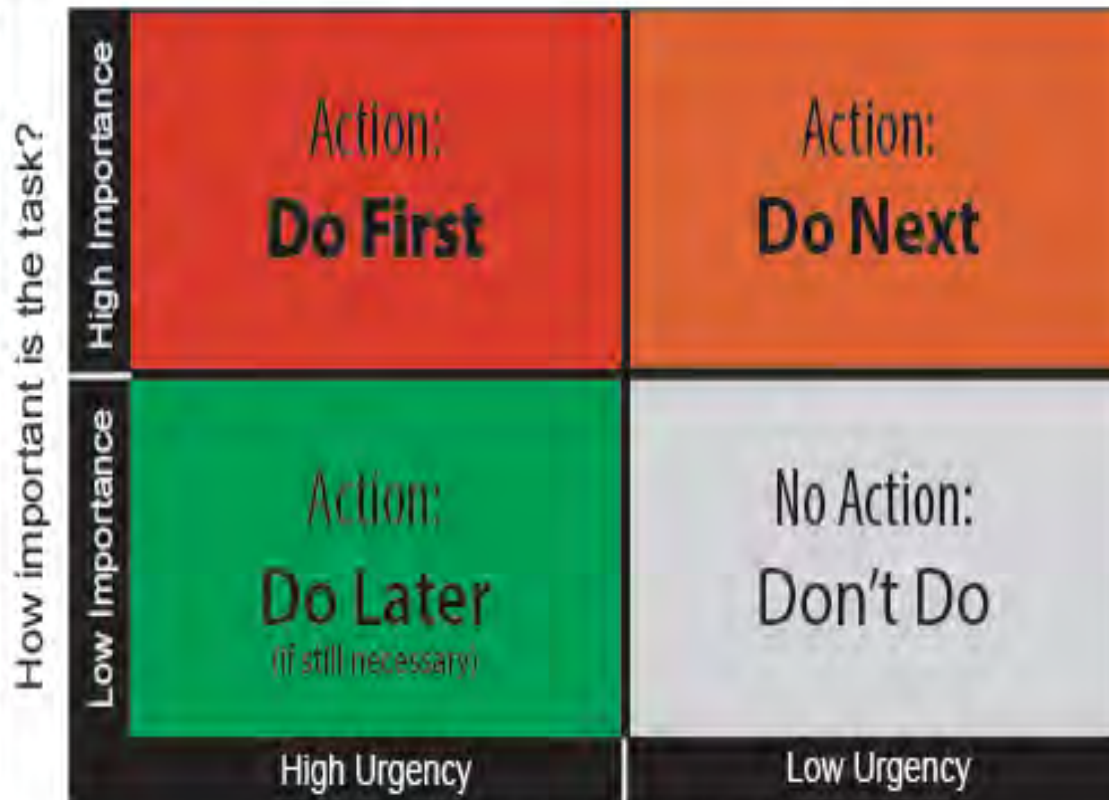 How important is the task?
High Importance
Action:
Do First
Action:
Do Next
Low Importance
Action:
Do Later
(if still necessary)
No Action:
Don't Do
High Urgency
Low Urgency